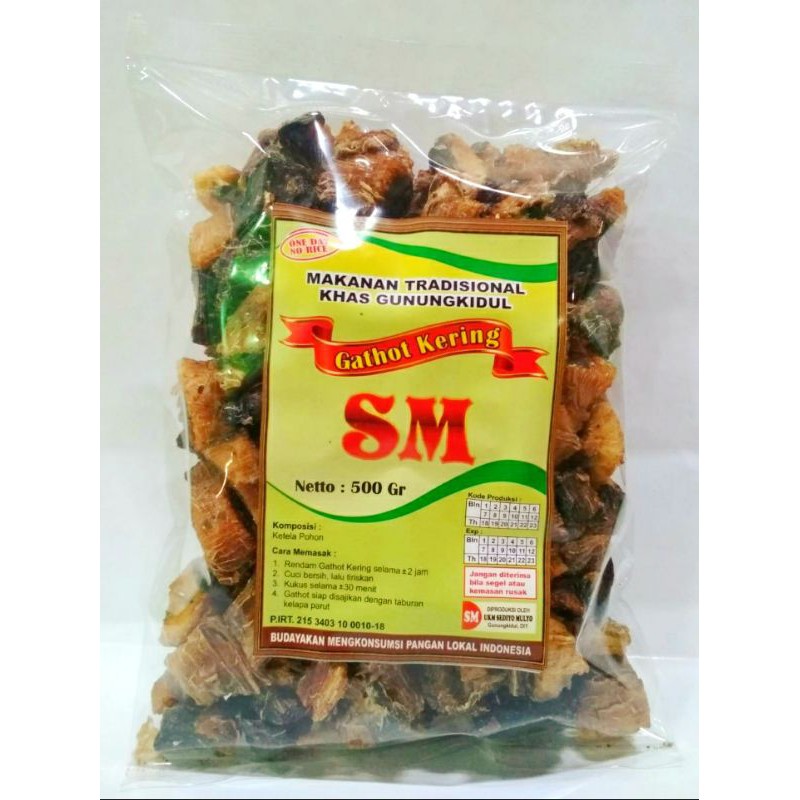 ONE DAY
NO RICE
MAKANAN TRADISIONAL
KHAS GUNUNGKIDUL
Gathot Kering
SM
Netto : 500 Gr
Kode Produksi :
Bln 1 2 3 4 5 6
7 8 9 10 11 12
Th 18 19 20 21 22 23
Exp :
Bln 1 2 3 4 5 6
7 8 9 10 11 12
Th 18 19 20 21 22 23
Komposisi :
Ketela Pohon
Cara Memasak :
1. Rendam Gathot Kering selama ±2 jam
2. Cuci bersih, lalu tiriskan
3. Kukus selama ±30 menit
4. Gathot siap disajikan dengan taburan
kelapa parut
Jangan diterima
bila segel atau
kemasan rusak
P.IRT. 215 3403 10 0010-18
SM
DIPRODUKSI OLEH
UKM SEDIYO MULYO
Gunungkidul,
BUDAYAKAN MENGKONSUMSI PANGAN LOKAL INDONESIA